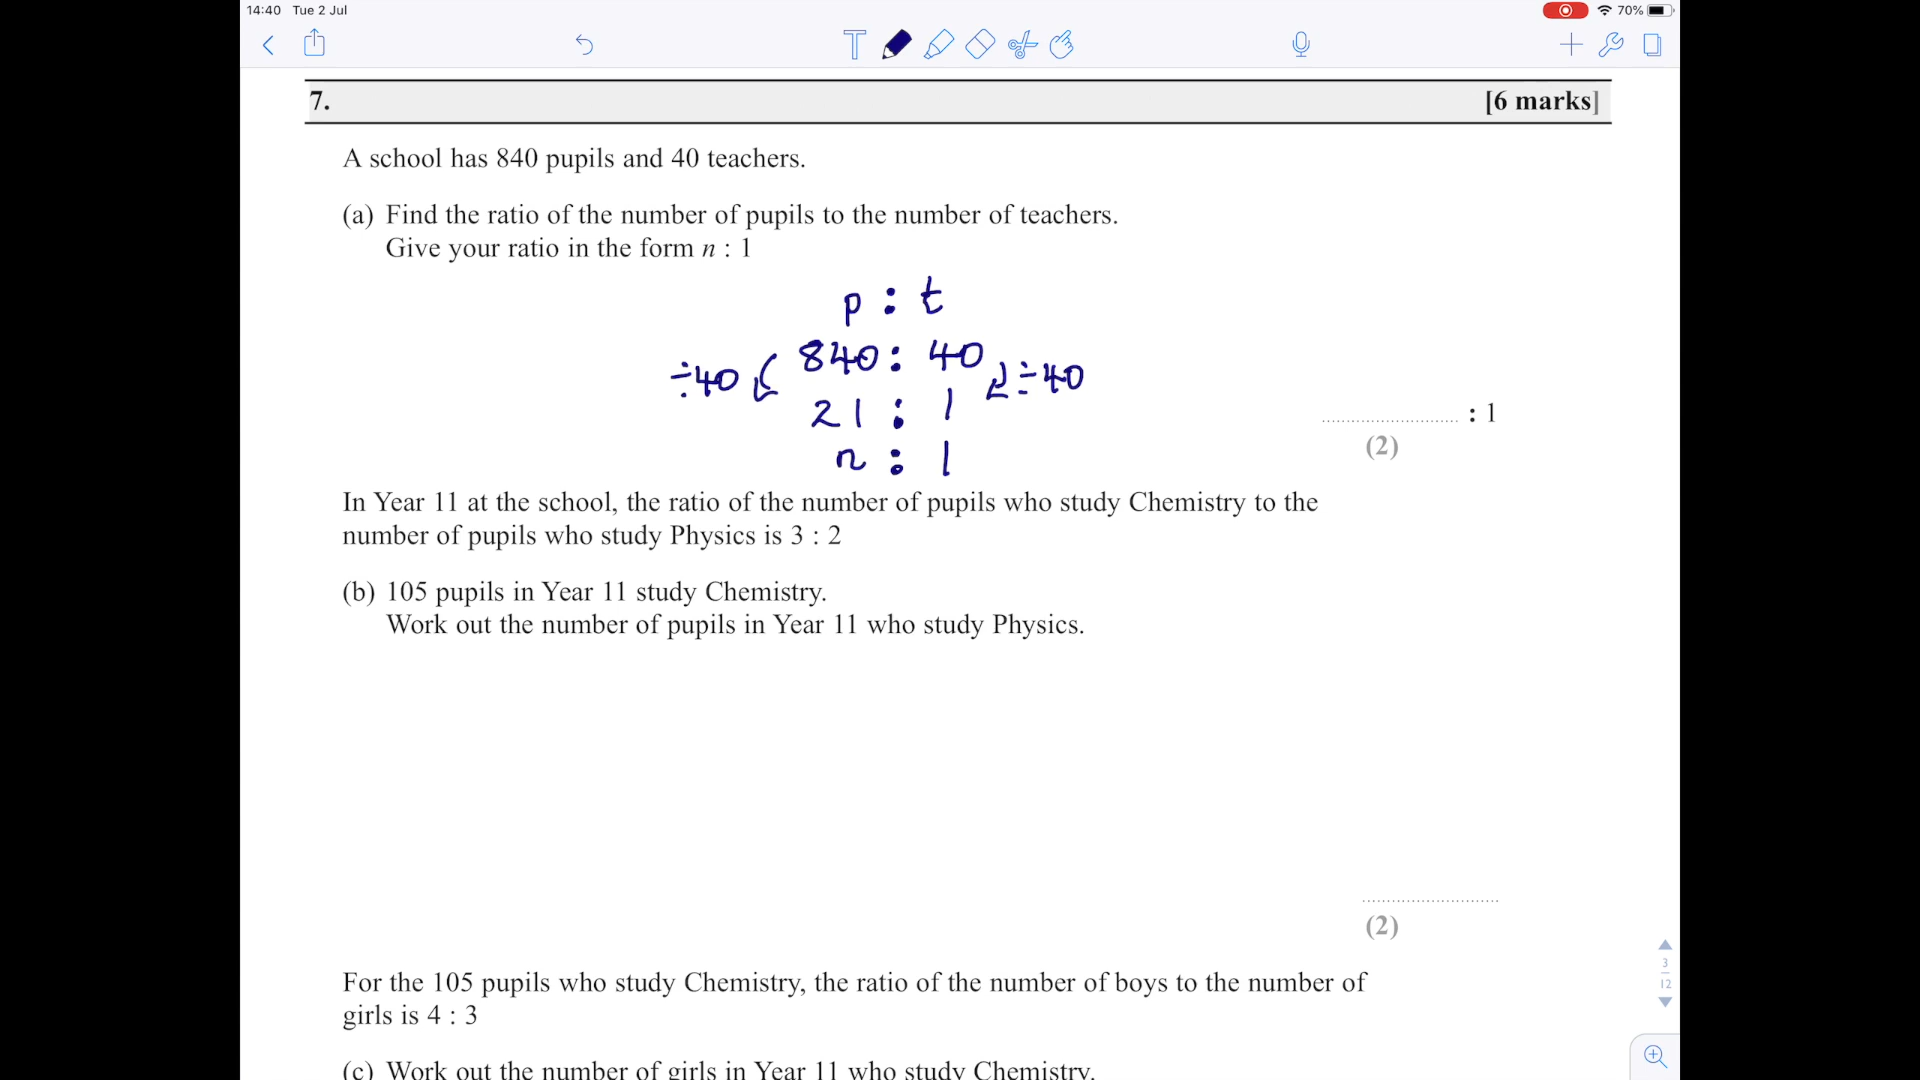 14:40 Tue 2 Jul
70%
T
7. [6 marks]
A school has 840 pupils and 40 teachers.
(a) Find the ratio of the number of pupils to the number of teachers.
Give your ratio in the form n : 1
p : t
840 : 40
÷40 ÷40
21 : 1
.............................. : 1
(2)
n : 1
In Year 11 at the school, the ratio of the number of pupils who study Chemistry to the
number of pupils who study Physics is 3 : 2
(b) 105 pupils in Year 11 study Chemistry.
Work out the number of pupils in Year 11 who study Physics.
..............................
(2)
3
12
For the 105 pupils who study Chemistry, the ratio of the number of boys to the number of
girls is 4 : 3
(c) Work out the number of girls in Year 11 who study Chemistry.